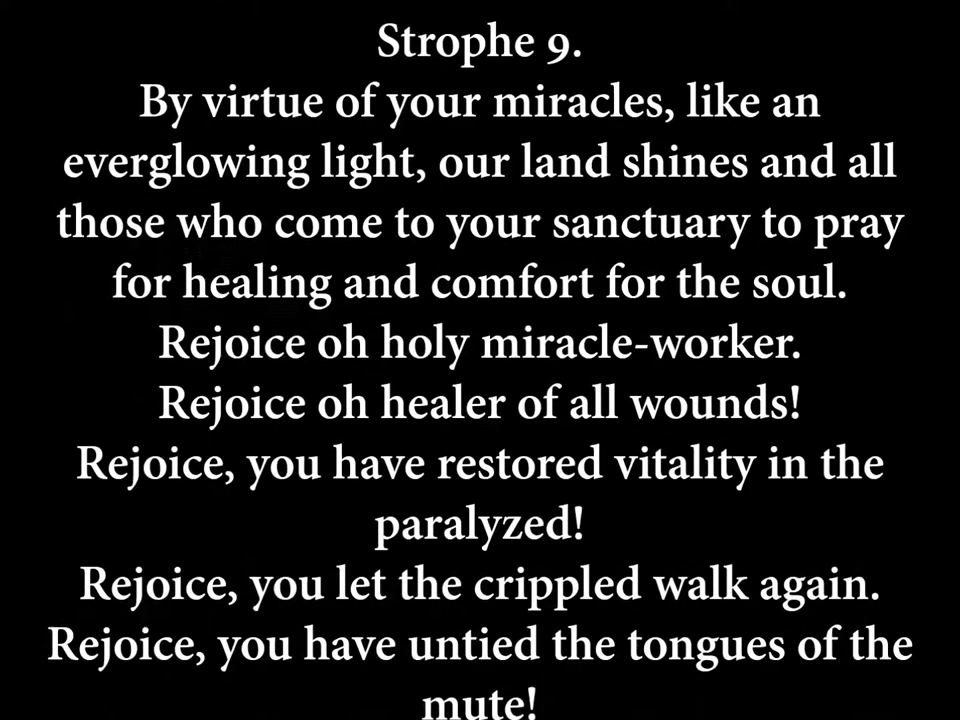 Strophe 9.
By virtue of your miracles, like an
everglowing light, our land shines and all
those who come to your sanctuary to pray
for healing and comfort for the soul.
Rejoice oh holy miracle-worker.
Rejoice oh healer of all wounds!
Rejoice, you have restored vitality in the
paralyzed!
Rejoice, you let the crippled walk again.
Rejoice, you have untied the tongues of the
mute!